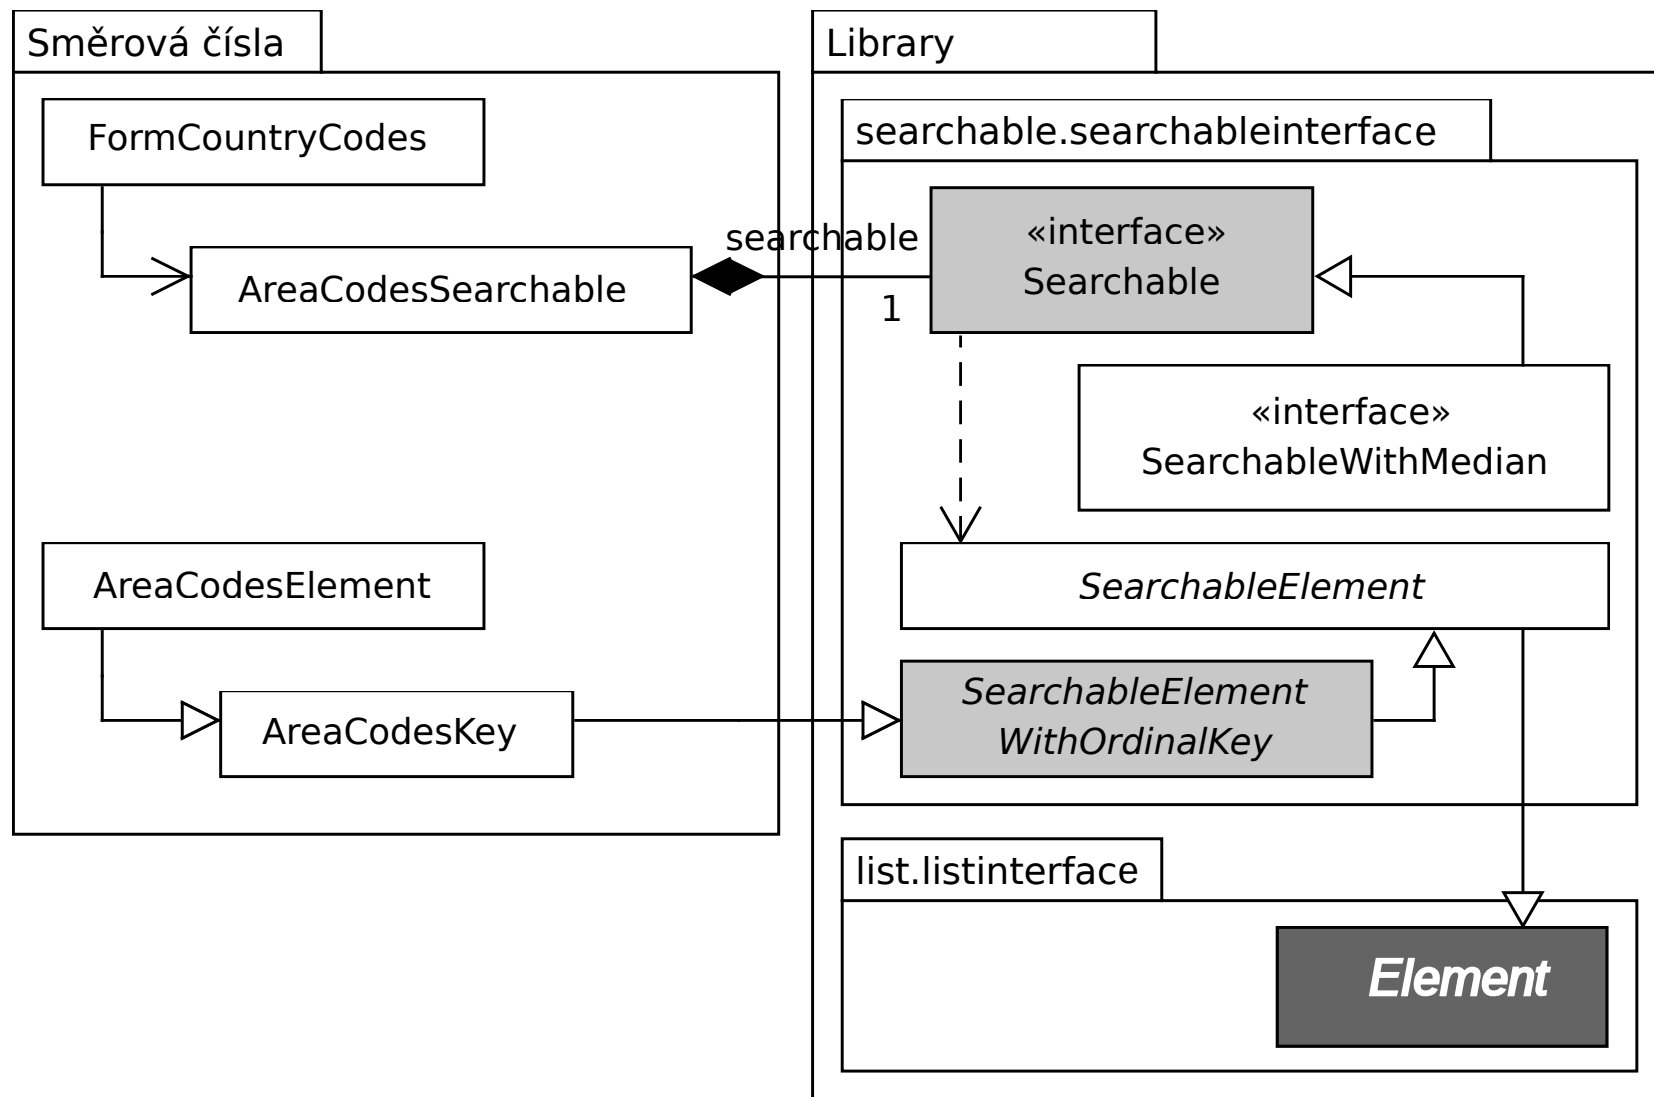 Směrová čísla
FormCountryCodes
AreaCodesSearchable
AreaCodesElement
AreaCodesKey
searchable
1
Library
searchable.searchableinterface
«interface»
Searchable
«interface»
SearchableWithMedian
SearchableElement
SearchableElement
WithOrdinalKey
list.listinterface
Element